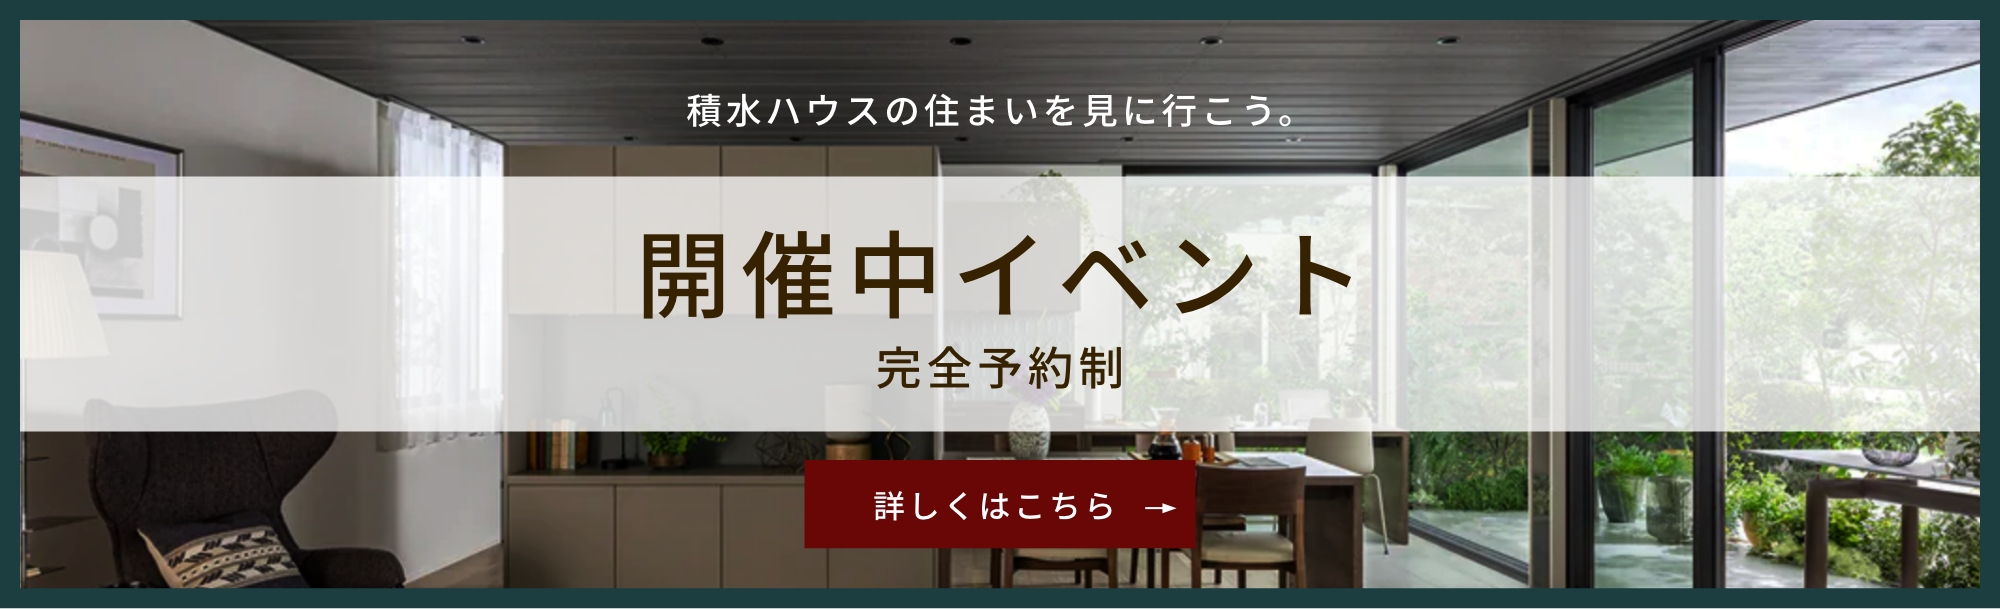 積水ハウスの住まいを見に行こう。
開催中イベント
完全予約制
詳しくはこちら →